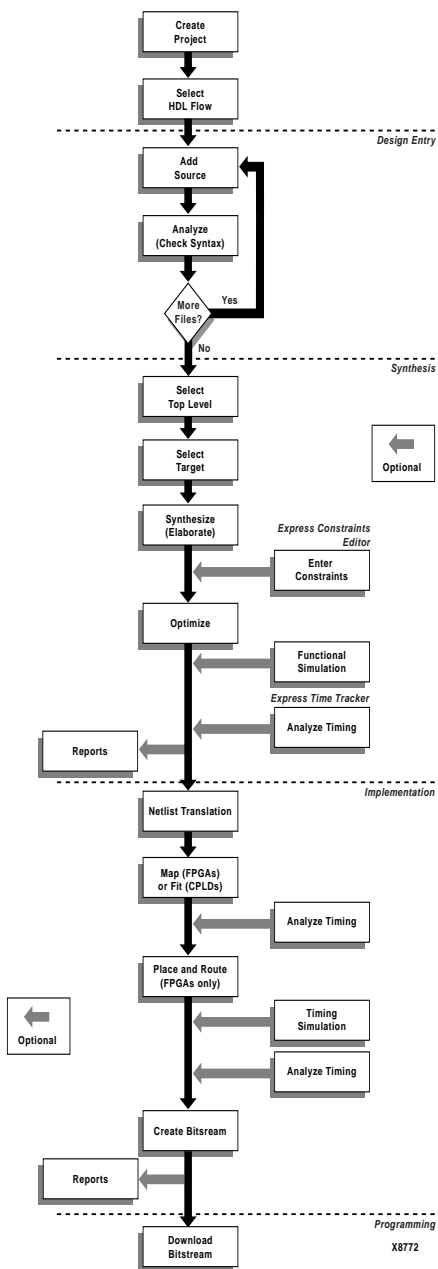 Create
Project
Select
HDL Flow
Design Entry
Add
Source
Analyze
(Check Syntax)
More
Files?
Yes
No
Synthesis
Select
Top Level
Select
Target
Optional
Synthesize
(Elaborate)
Express Constraints
Editor
Enter
Constraints
Optimize
Functional
Simulation
Express Time Tracker
Analyze Timing
Reports
Implementation
Netlist Translation
Map (FPGAs)
or Fit (CPLDs)
Analyze Timing
Place and Route
(FPGAs only)
Optional
Timing
Simulation
Analyze Timing
Create Bitsream
Reports
Programming
Download
Bitstream
X8772